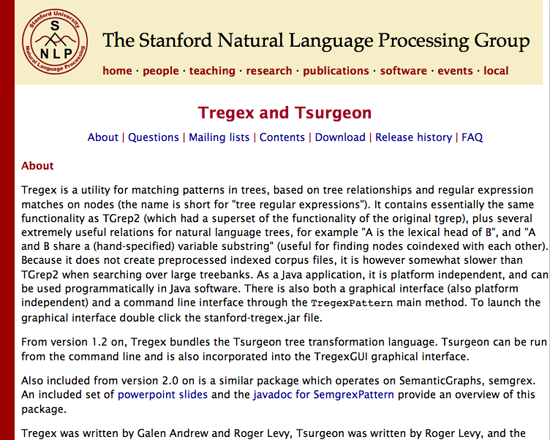 Stanford University
S
NLP
Natural Language Processing
The Stanford Natural Language Processing Group
home · people · teaching · research · publications · software · events · local
Tregex and Tsurgeon
About | Questions | Mailing lists | Contents | Download | Release history | FAQ
About
Tregex is a utility for matching patterns in trees, based on tree relationships and regular expression
matches on nodes (the name is short for "tree regular expressions"). It contains essentially the same
functionality as TGrep2 (which had a superset of the functionality of the original tgrep), plus several
extremely useful relations for natural language trees, for example "A is the lexical head of B", and "A
and B share a (hand-specified) variable substring" (useful for finding nodes coindexed with each other).
Because it does not create preprocessed indexed corpus files, it is however somewhat slower than
TGrep2 when searching over large treebanks. As a Java application, it is platform independent, and can
be used programmatically in Java software. There is also both a graphical interface (also platform
independent) and a command line interface through the TregexPattern main method. To launch the
graphical interface double click the stanford-tregex.jar file.
From version 1.2 on, Tregex bundles the Tsurgeon tree transformation language. Tsurgeon can be run
from the command line and is also incorporated into the TregexGUI graphical interface.
Also included from version 2.0 on is a similar package which operates on SemanticGraphs, semgrex.
An included set of powerpoint slides and the javadoc for SemgrexPattern provide an overview of this
package.
Tregex was written by Galen Andrew and Roger Levy, Tsurgeon was written by Roger Levy, and the